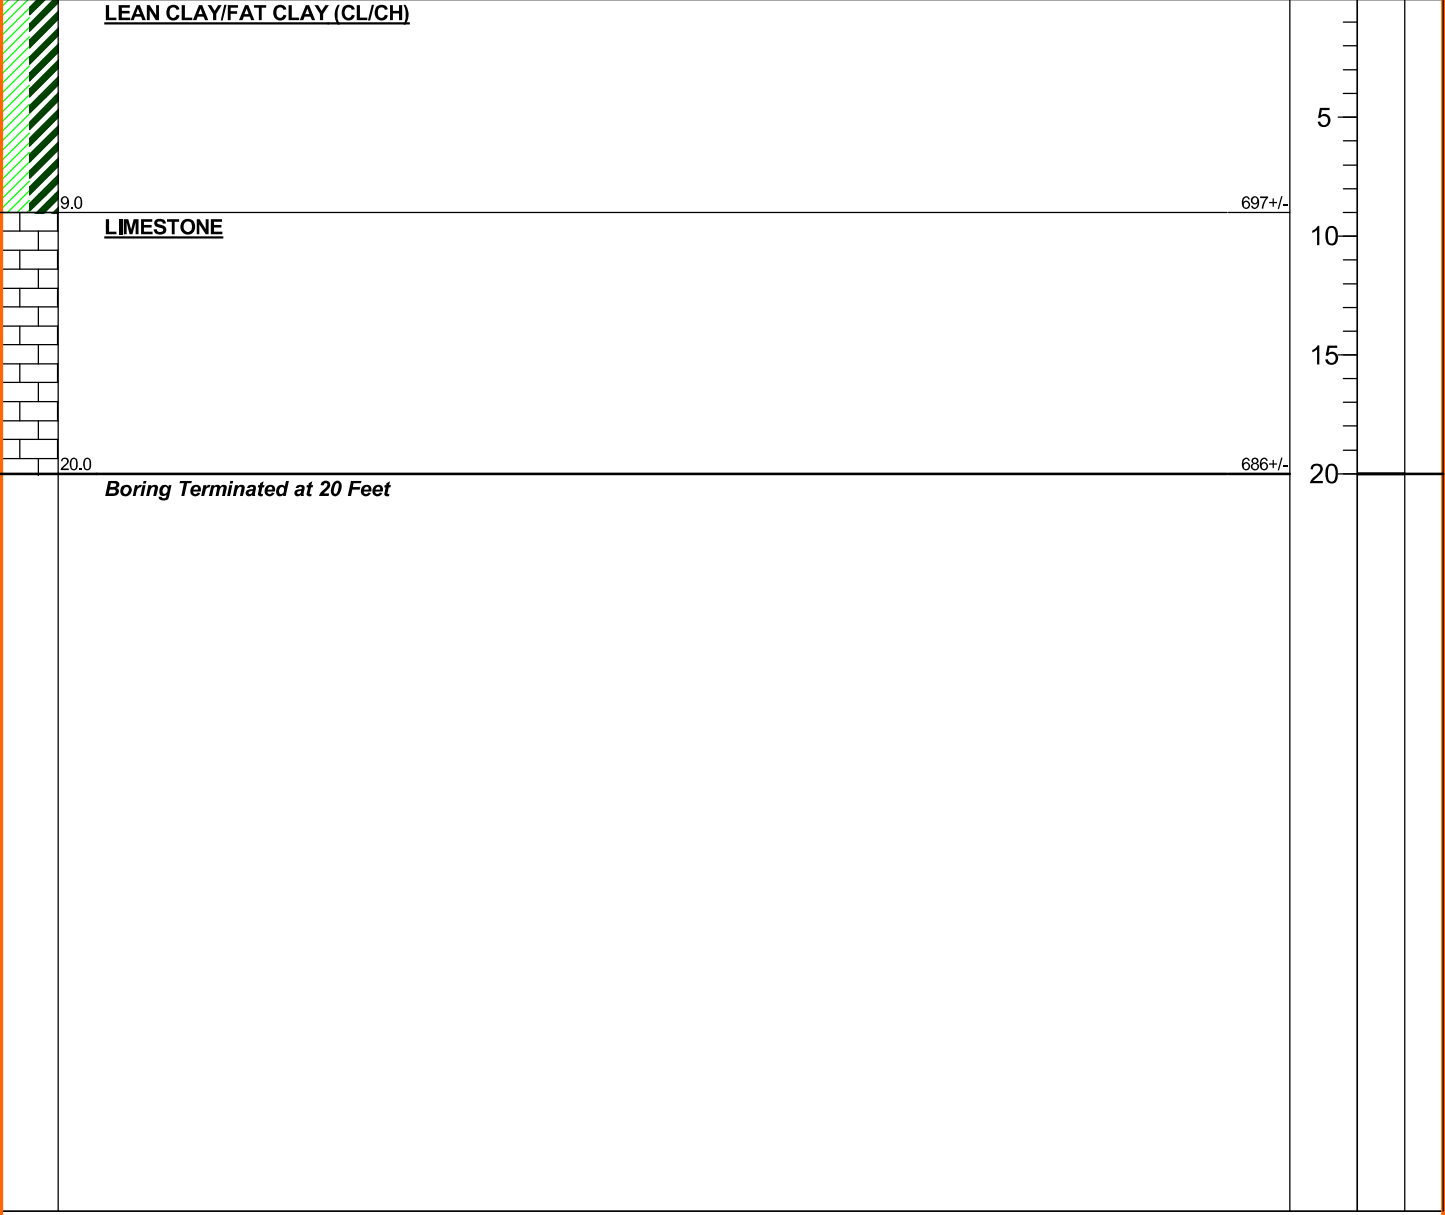 LEAN CLAY/FAT CLAY (CL/CH)
5
9.0 697+/-
LIMESTONE
10
15
20.0 686+/-
20
Boring Terminated at 20 Feet